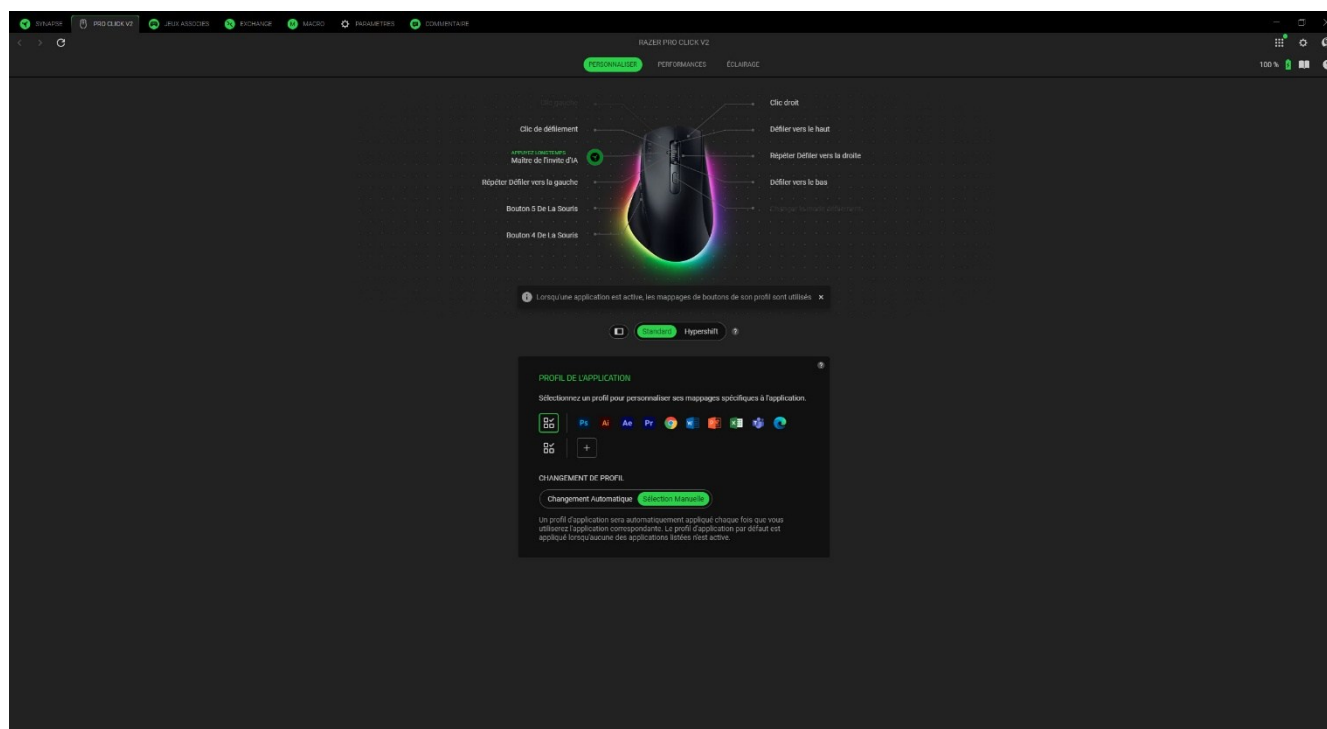 SYNAPSE PRO CLICK V2 JEUX ASSOCIÉS EXCHANGE MACRO PARAMÈTRES COMMENTAIRE
RAZER PRO CLICK V2
PERSONNALISER PERFORMANCES ÉCLAIRAGE
100 %
Clic gauche
Clic droit
Clic de défilement
Défiler vers le haut
APPUYEZ LONGTEMPS
Maître de l'invite d'IA
Répéter Défiler vers la droite
Répéter Défiler vers la gauche
Défiler vers le bas
Bouton 5 De La Souris
Bouton 4 De La Souris
Lorsqu'une application est active, les mappages de boutons de son profil sont utilisés
Standard Hypershift
PROFIL DE L'APPLICATION
Sélectionnez un profil pour personnaliser ses mappages spécifiques à l'application.
Ps Ai Ae Pr
CHANGEMENT DE PROFIL
Changement Automatique Sélection Manuelle
Un profil d'application sera automatiquement appliqué chaque fois que vous
utiliserez l'application correspondante. Le profil d'application par défaut est
appliqué lorsqu'aucune des applications listées n'est active.